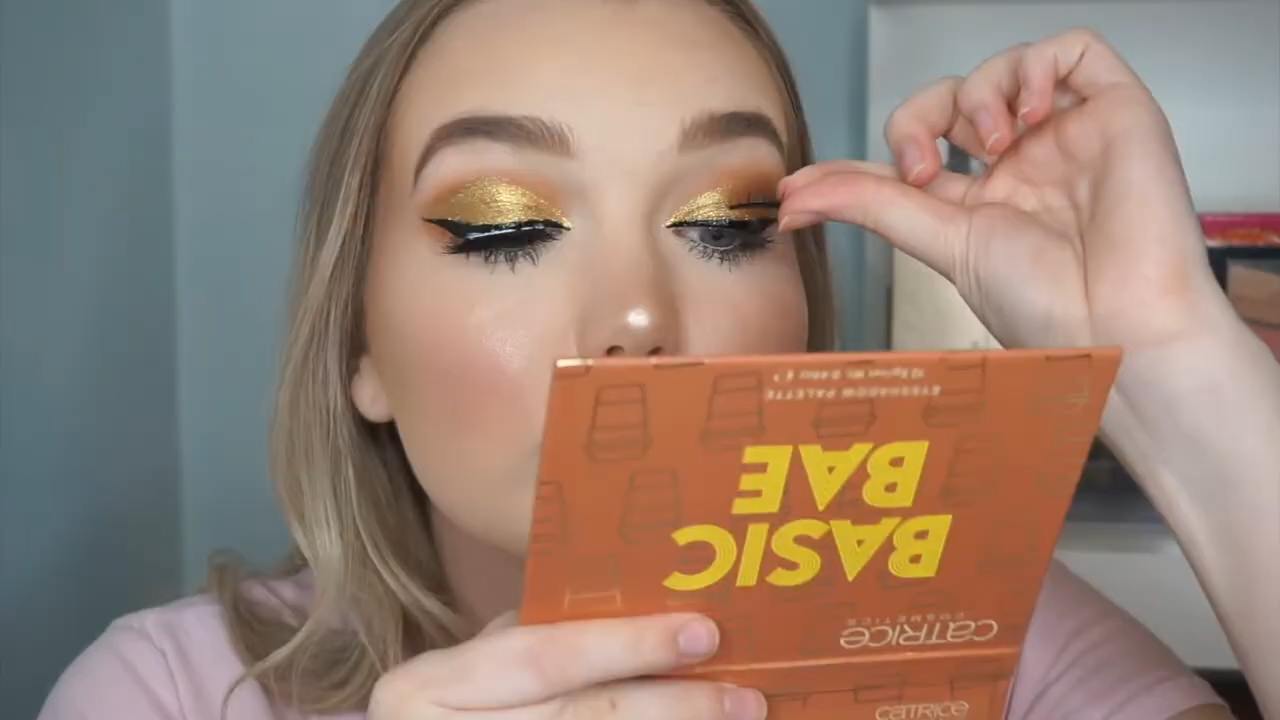 CATRICE
COSMETICS
BASIC
BAE
EYESHADOW PALETTE
CATRICE